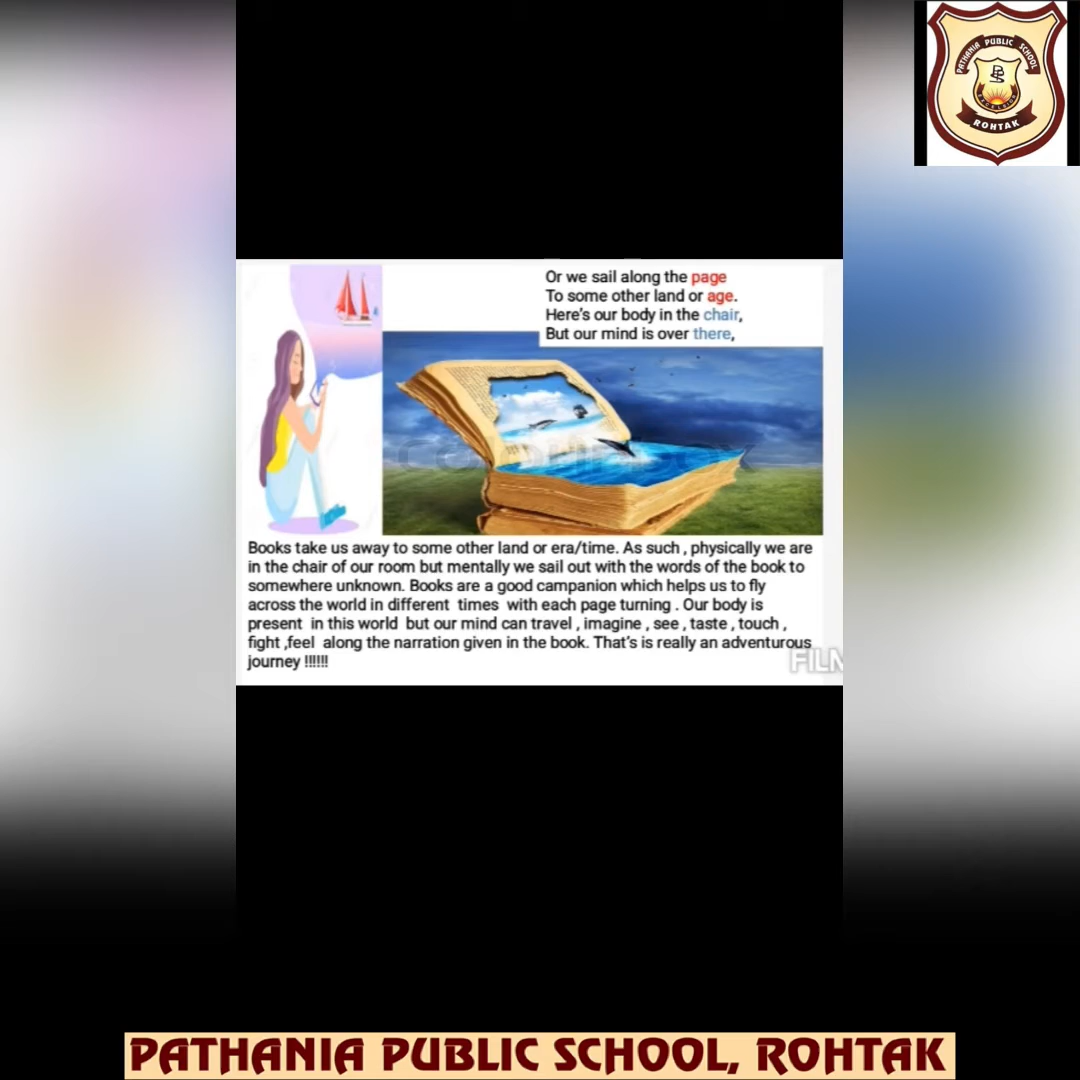 PATHANIA PUBLIC SCHOOL
ROHTAK
Or we sail along the page
To some other land or age.
Here's our body in the chair,
But our mind is over there,
Books take us away to some other land or era/time. As such , physically we are
in the chair of our room but mentally we sail out with the words of the book to
somewhere unknown. Books are a good campanion which helps us to fly
across the world in different times with each page turning . Our body is
present in this world but our mind can travel , imagine , see , taste , touch ,
fight ,feel along the narration given in the book. That's is really an adventurous
journey !!!!!!
PATHANIA PUBLIC SCHOOL, ROHTAK